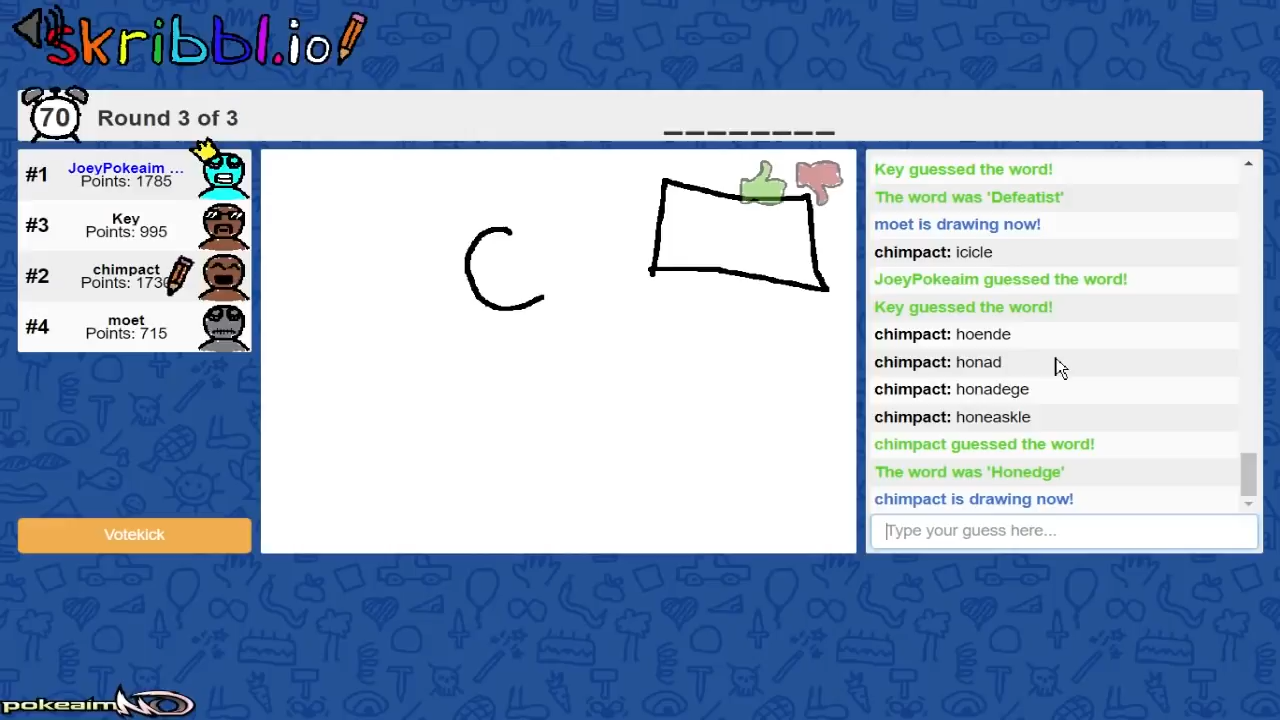 skribbl.io
70
Round 3 of 3
________
#1
JoeyPokeaim ...
Points: 1785
#3
Key
Points: 995
#2
chimpact
Points: 1730
#4
moet
Points: 715
Votekick
C
Key guessed the word!
The word was 'Defeatist'
moet is drawing now!
chimpact: icicle
JoeyPokeaim guessed the word!
Key guessed the word!
chimpact: hoende
chimpact: honad
chimpact: honadege
chimpact: honeaskle
chimpact guessed the word!
The word was 'Honedge'
chimpact is drawing now!
Type your guess here...
pokeaim